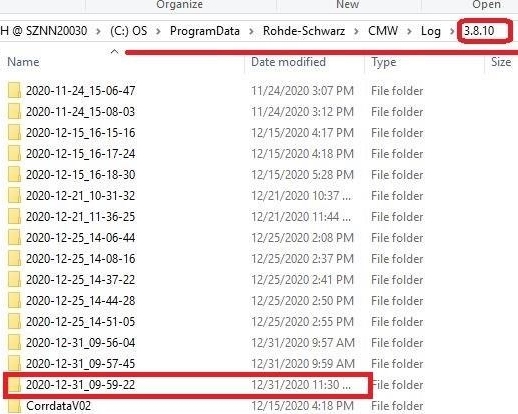 Organize New Open
H @ SZNN20030 > (C:) OS > ProgramData > Rohde-Schwarz > CMW > Log > 3.8.10
Name Date modified Type Size
2020-11-24_15-06-47 11/24/2020 3:07 PM File folder
2020-11-24_15-08-03 11/24/2020 3:12 PM File folder
2020-12-15_16-15-16 12/15/2020 4:17 PM File folder
2020-12-15_16-17-24 12/15/2020 4:18 PM File folder
2020-12-15_16-18-30 12/15/2020 5:28 PM File folder
2020-12-21_10-31-32 12/21/2020 10:37 ... File folder
2020-12-21_11-36-25 12/21/2020 11:44 ... File folder
2020-12-25_14-06-44 12/25/2020 2:08 PM File folder
2020-12-25_14-08-16 12/25/2020 2:37 PM File folder
2020-12-25_14-37-22 12/25/2020 2:41 PM File folder
2020-12-25_14-44-28 12/25/2020 2:50 PM File folder
2020-12-25_14-51-05 12/25/2020 2:55 PM File folder
2020-12-31_09-56-04 12/31/2020 9:57 AM File folder
2020-12-31_09-57-45 12/31/2020 9:59 AM File folder
2020-12-31_09-59-22 12/31/2020 11:30 ... File folder
CorrdataV02 12/15/2020 4:18 PM File folder